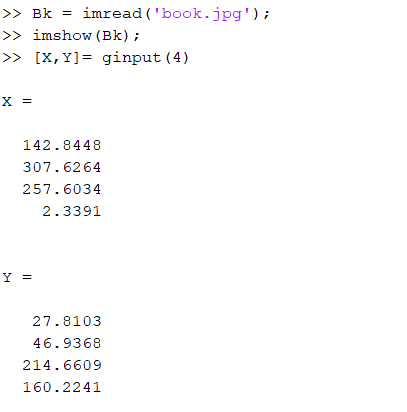 >> Bk = imread('book.jpg');
>> imshow(Bk);
>> [X,Y]= ginput(4)
X =
142.8448
307.6264
257.6034
2.3391
Y =
27.8103
46.9368
214.6609
160.2241